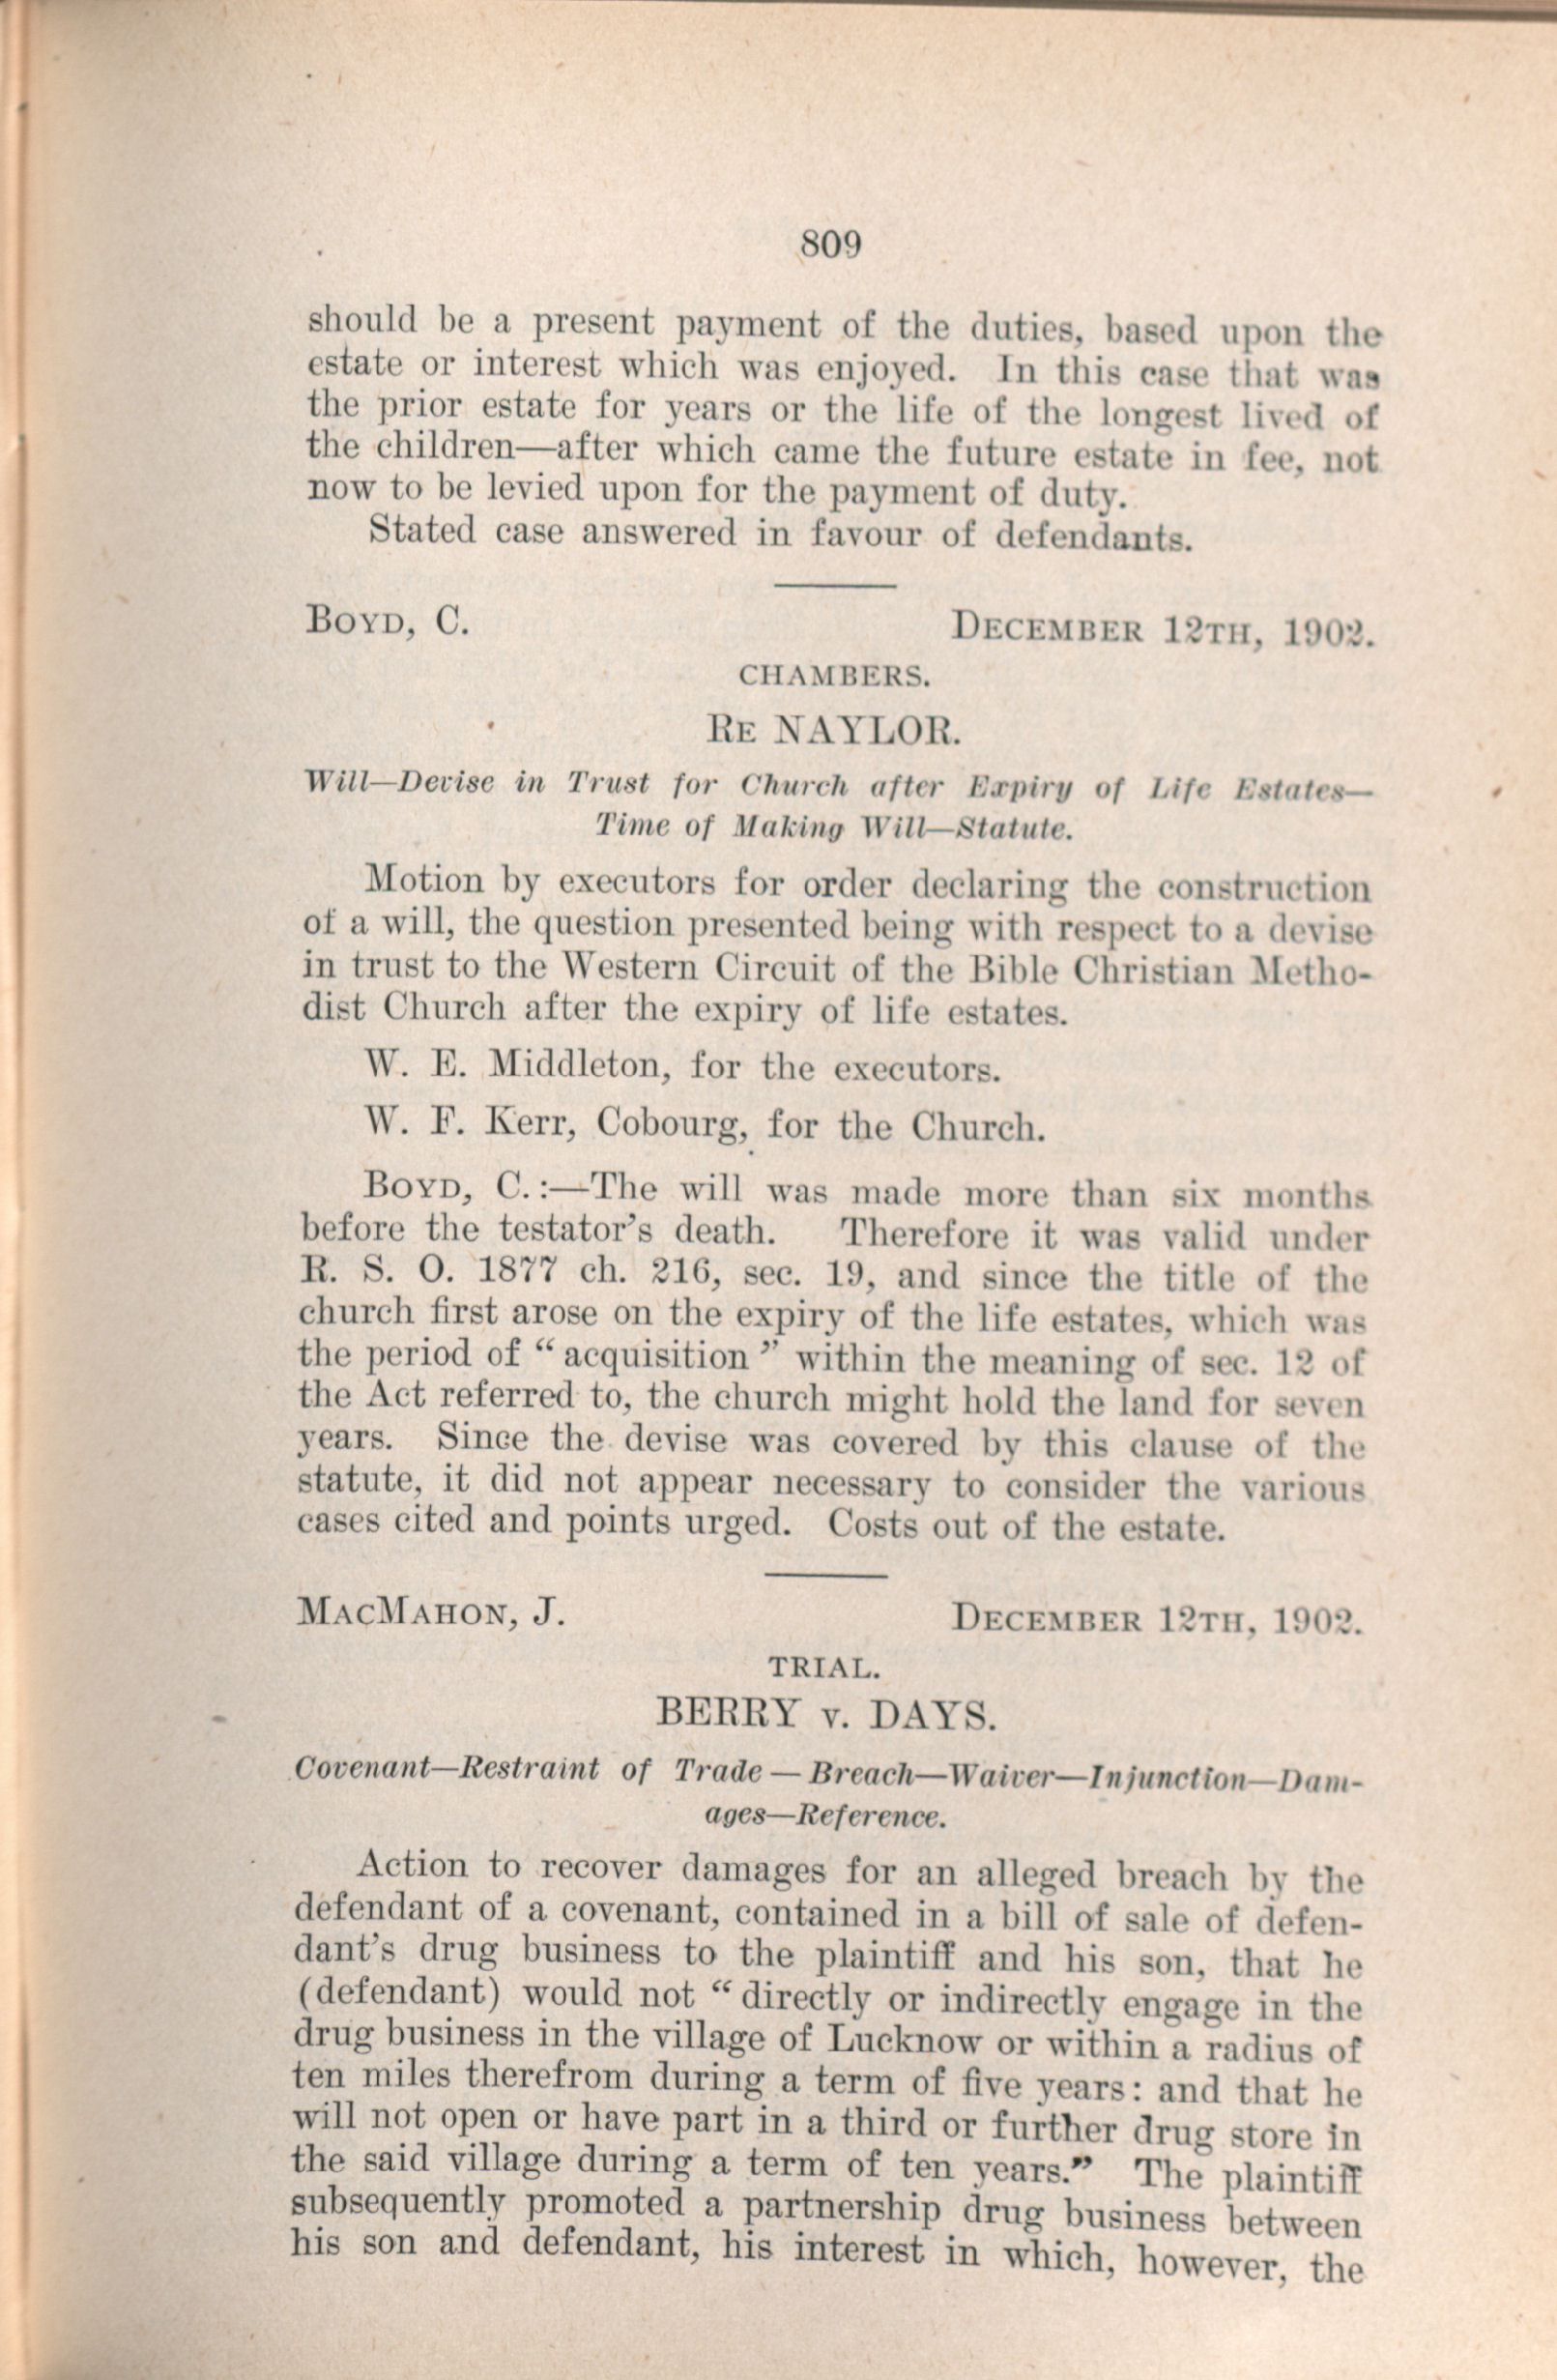 809
should be a present payment of the duties, based upon the
estate or interest which was enjoyed. In this case that was
the prior estate for years or the life of the longest lived of
the children—after which came the future estate in fee, not
now to be levied upon for the payment of duty.
Stated case answered in favour of defendants.
BOYD, C. DECEMBER 12TH, 1902.
CHAMBERS.
RE NAYLOR.
Will—Devise in Trust for Church after Expiry of Life Estates—
Time of Making Will—Statute.
Motion by executors for order declaring the construction
of a will, the question presented being with respect to a devise
in trust to the Western Circuit of the Bible Christian Metho-
dist Church after the expiry of life estates.
W. E. Middleton, for the executors.
W. F. Kerr, Cobourg, for the Church.
BOYD, C.:—The will was made more than six months
before the testator's death. Therefore it was valid under
R. S. O. 1877 ch. 216, sec. 19, and since the title of the
church first arose on the expiry of the life estates, which was
the period of “ acquisition ” within the meaning of sec. 12 of
the Act referred to, the church might hold the land for seven
years. Since the devise was covered by this clause of the
statute, it did not appear necessary to consider the various
cases cited and points urged. Costs out of the estate.
MACMAHON, J. DECEMBER 12TH, 1902.
TRIAL.
BERRY v. DAYS.
Covenant—Restraint of Trade — Breach—Waiver—Injunction—Dam-
ages—Reference.
Action to recover damages for an alleged breach by the
defendant of a covenant, contained in a bill of sale of defen-
dant's drug business to the plaintiff and his son, that he
(defendant) would not “ directly or indirectly engage in the
drug business in the village of Lucknow or within a radius of
ten miles therefrom during a term of five years: and that he
will not open or have part in a third or further drug store in
the said village during a term of ten years.” The plaintiff
subsequently promoted a partnership drug business between
his son and defendant, his interest in which, however, the